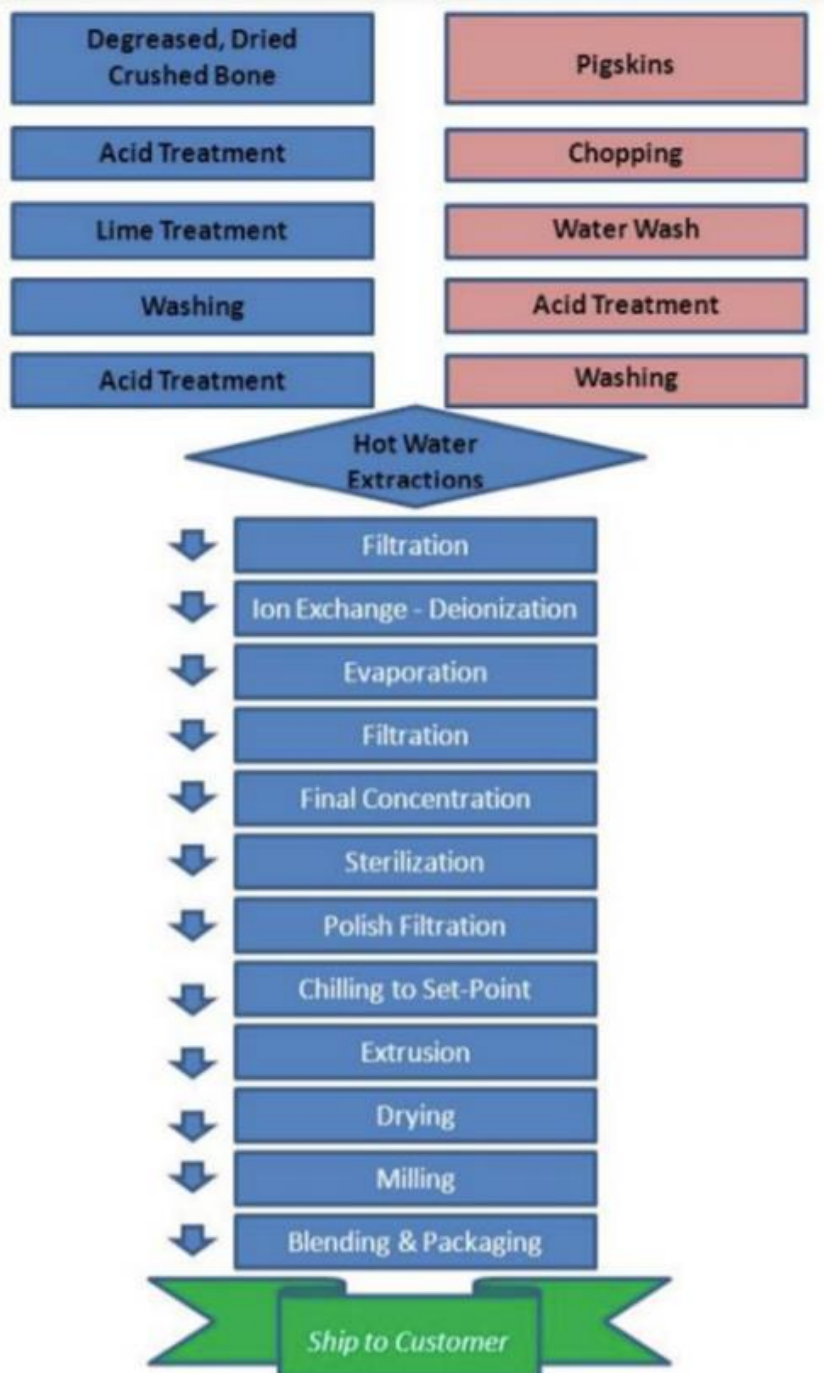 Degreased, Dried
Crushed Bone
Acid Treatment
Lime Treatment
Washing
Acid Treatment
Pigskins
Chopping
Water Wash
Acid Treatment
Washing
Hot Water
Extractions
Filtration
Ion Exchange - Deionization
Evaporation
Filtration
Final Concentration
Sterilization
Polish Filtration
Chilling to Set-Point
Extrusion
Drying
Milling
Blending & Packaging
Ship to Customer